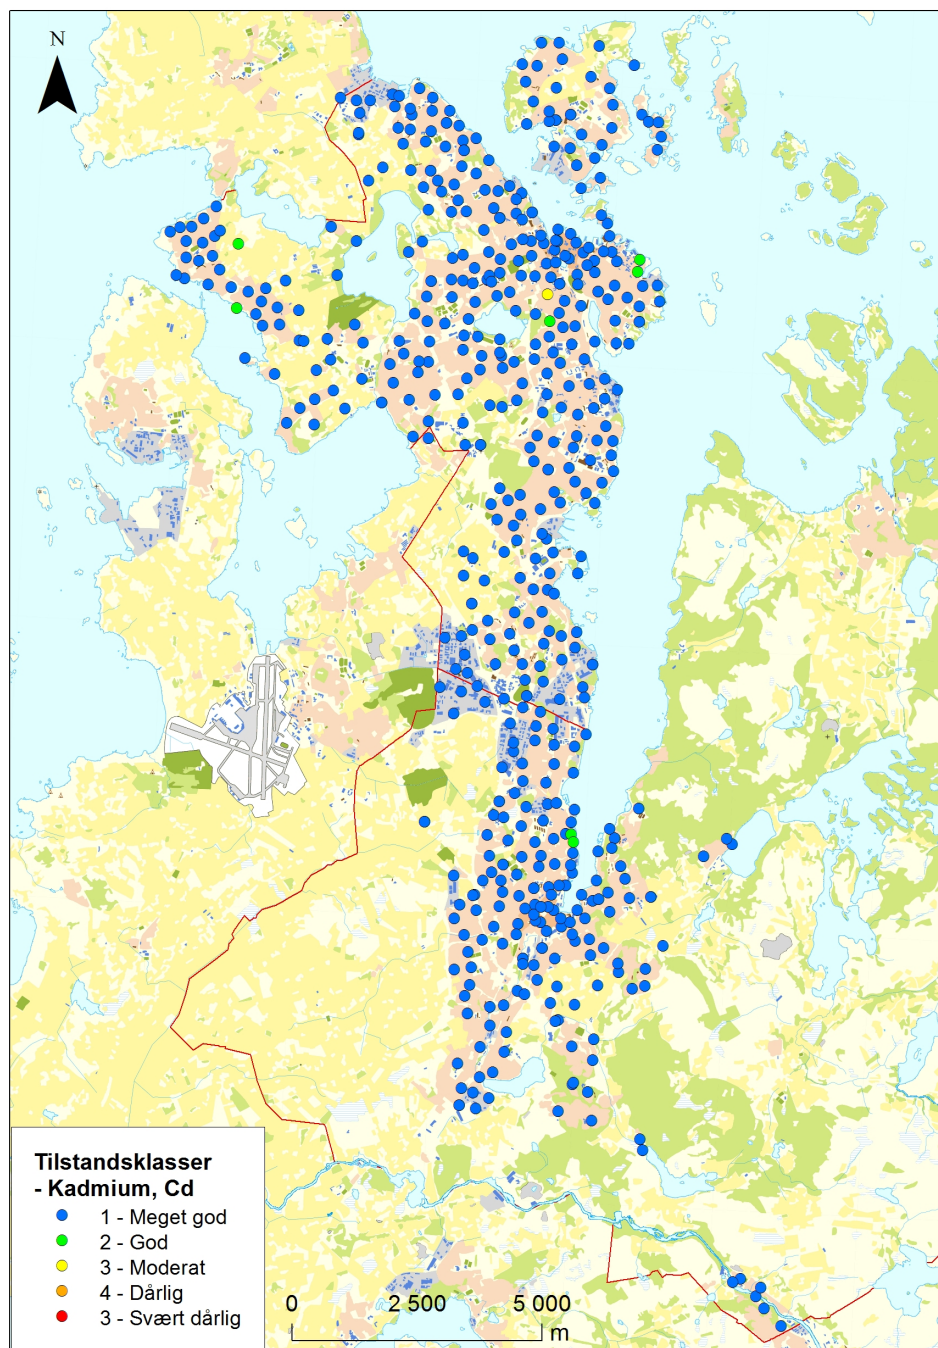 N
Tilstandsklasser
- Kadmium, Cd
1 - Meget god
2 - God
3 - Moderat
4 - Dårlig
3 - Svært dårlig
0 2 500 5 000
m